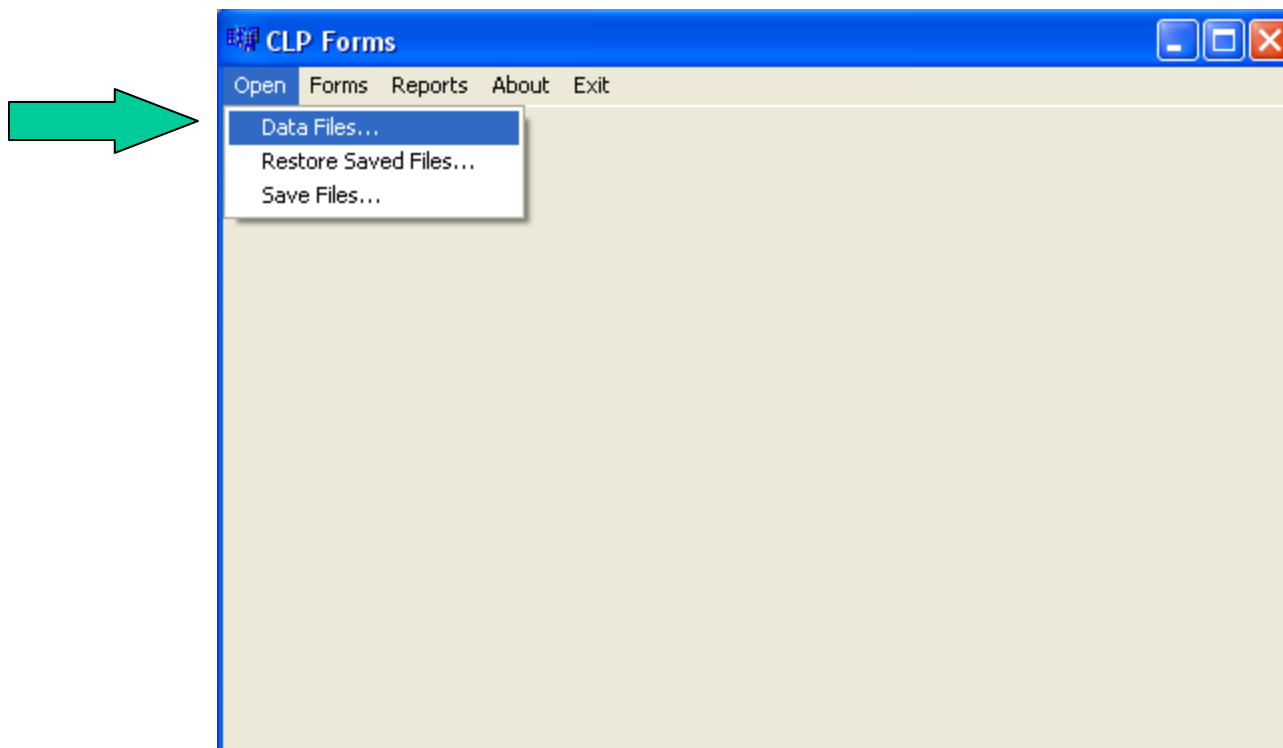 CLP Forms
Open Forms Reports About Exit
Data Files...
Restore Saved Files...
Save Files...